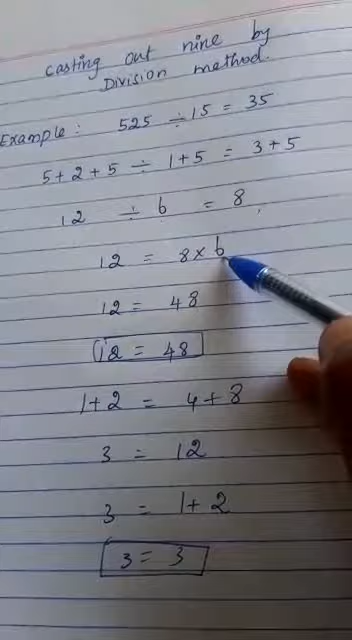 casting out nine by
Division method.
Example: 525 ÷ 15 = 35
5+2+5 ÷ 1+5 = 3+5
12 ÷ 6 = 8
12 = 8×6
12 = 48
12 = 48
1+2 = 4+8
3 = 12
3 = 1+2
3 = 3